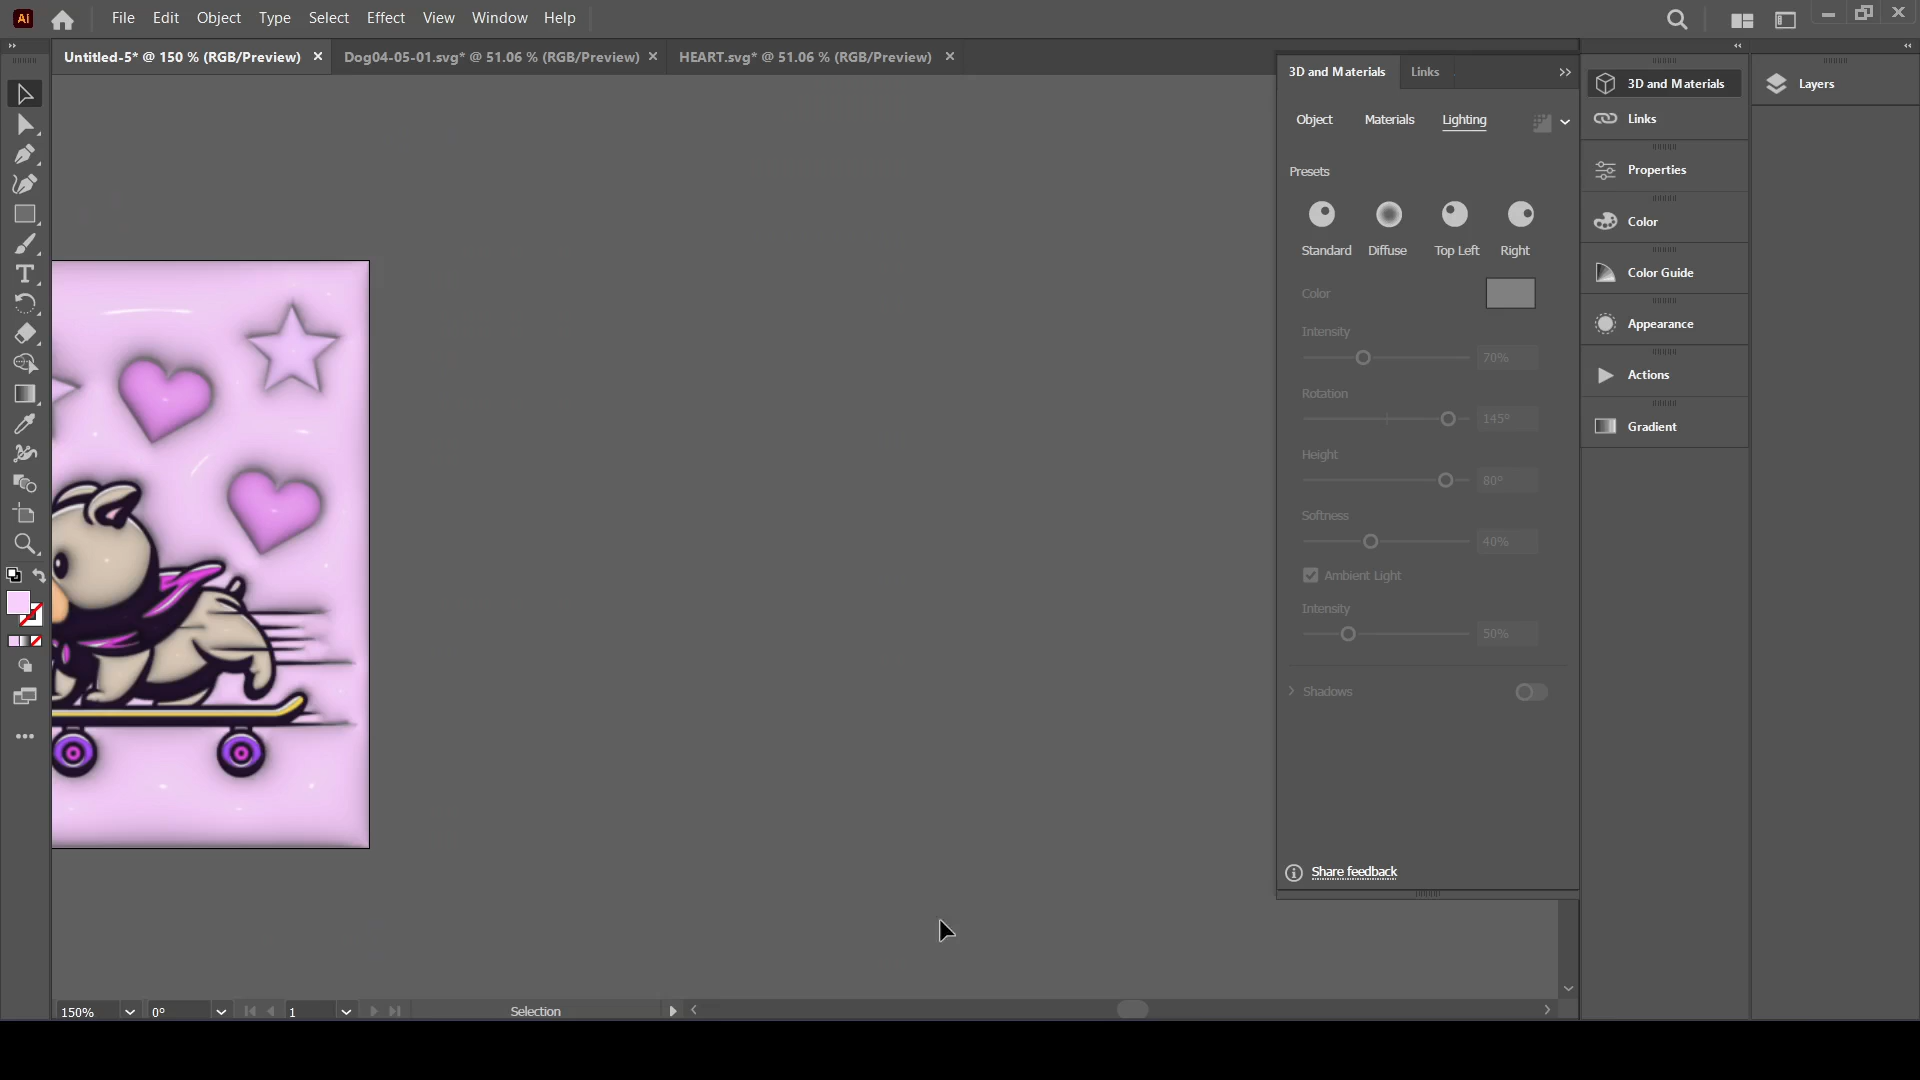 Ai File Edit Object Type Select Effect View Window Help
Untitled-5* @ 150 % (RGB/Preview) Dog04-05-01.svg* @ 51.06 % (RGB/Preview) HEART.svg* @ 51.06 % (RGB/Preview)
3D and Materials Links
Object Materials Lighting
Presets
Standard Diffuse Top Left Right
Color
Intensity
70%
Rotation
145°
Height
80°
Softness
40%
Ambient Light
Intensity
50%
Shadows
Share feedback
3D and Materials
Links
Properties
Color
Color Guide
Appearance
Actions
Gradient
Layers
150% 0° 1 Selection